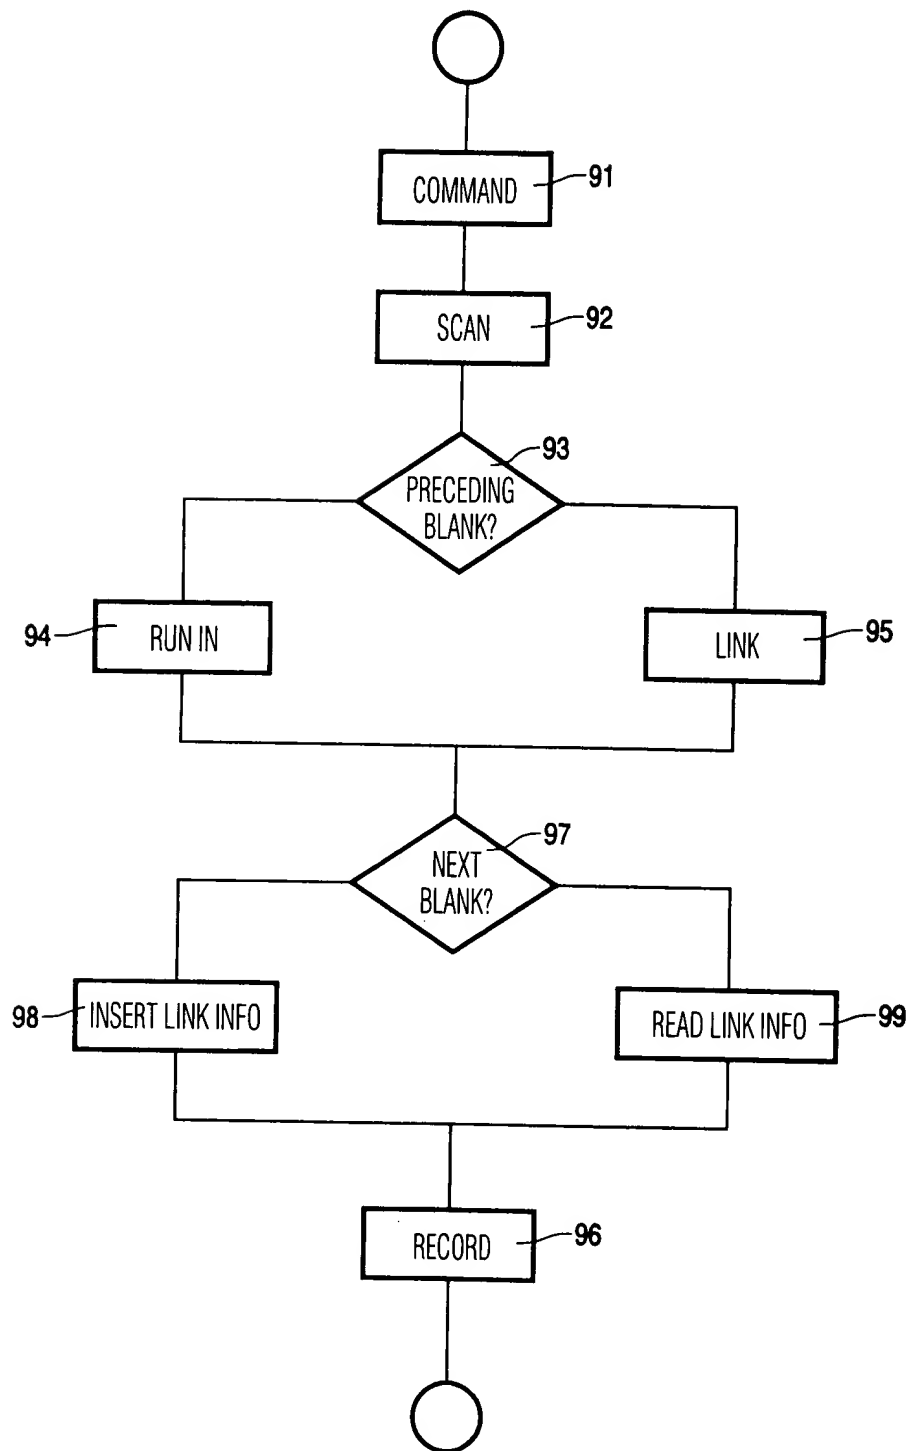 COMMAND
91
SCAN
92
93
PRECEDING
BLANK?
94
RUN IN
LINK
95
97
NEXT
BLANK?
98
INSERT LINK INFO
READ LINK INFO
99
RECORD
96